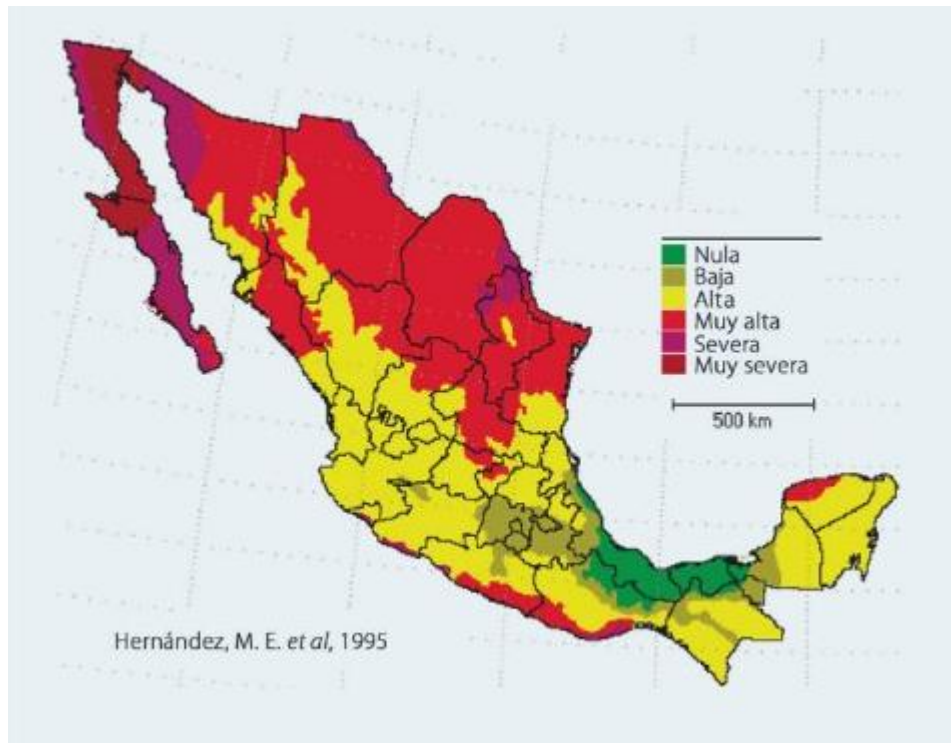 Nula
Baja
Alta
Muy alta
Severa
Muy severa
500 km
Hernández, M. E. et al, 1995